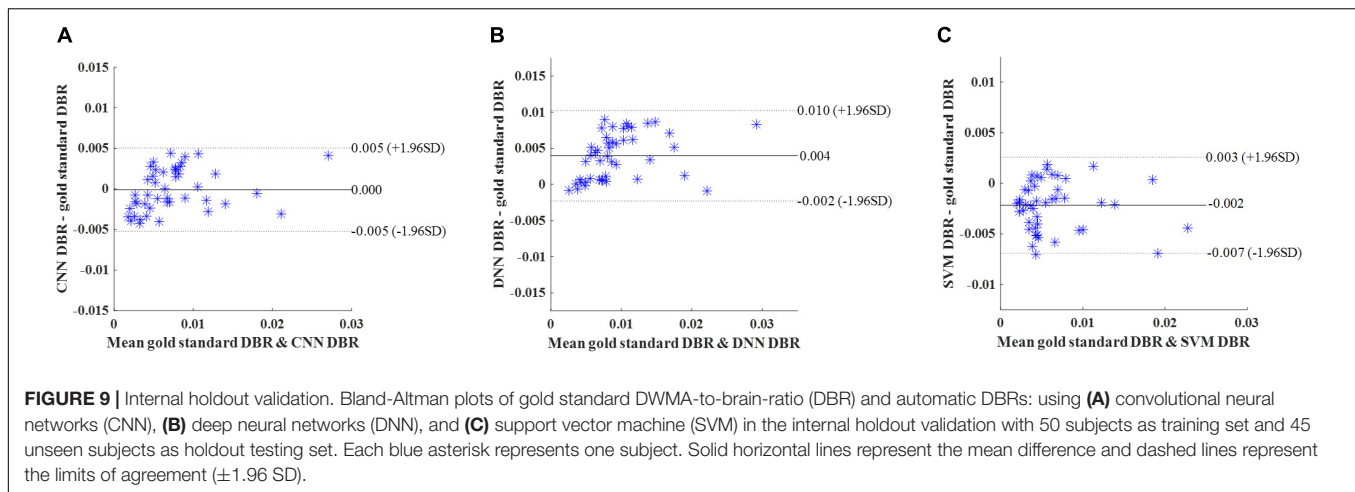 A
0.015
0.01
0.005
0
-0.005
-0.01
-0.015
CNN DBR - gold standard DBR
0.005 (+1.96SD)
0.000
-0.005 (-1.96SD)
0
0.01
0.02
0.03
Mean gold standard DBR & CNN DBR
B
0.015
0.01
0.005
0
-0.005
-0.01
-0.015
DNN DBR - gold standard DBR
0.010 (+1.96SD)
0.004
-0.002 (-1.96SD)
0
0.01
0.02
0.03
Mean gold standard DBR & DNN DBR
C
0.01
0.005
0
-0.005
-0.01
SVM DBR - gold standard DBR
0.003 (+1.96SD)
-0.002
-0.007 (-1.96SD)
0
0.01
0.02
0.03
Mean gold standard DBR & SVM DBR
FIGURE 9 | Internal holdout validation. Bland-Altman plots of gold standard DWMA-to-brain-ratio (DBR) and automatic DBRs: using (A) convolutional neural
networks (CNN), (B) deep neural networks (DNN), and (C) support vector machine (SVM) in the internal holdout validation with 50 subjects as training set and 45
unseen subjects as holdout testing set. Each blue asterisk represents one subject. Solid horizontal lines represent the mean difference and dashed lines represent
the limits of agreement (±1.96 SD).